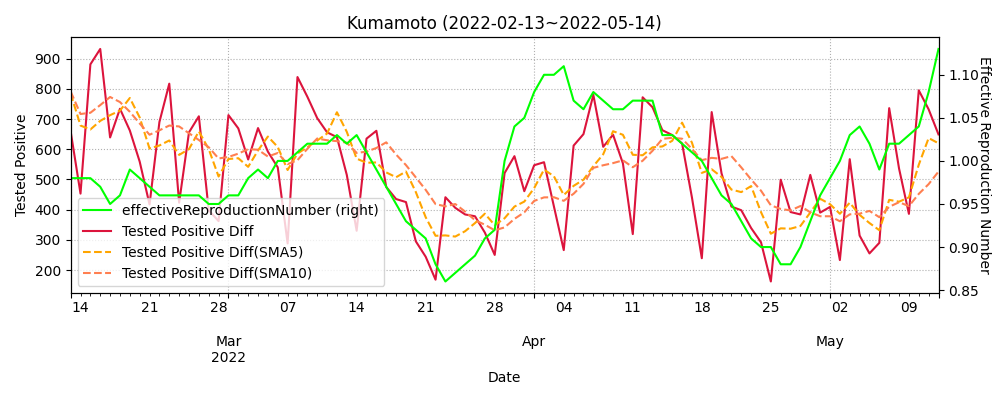 Kumamoto (2022-02-13~2022-05-14)
Tested Positive
900
800
700
600
500
400
300
200
1.10
1.05
1.00
0.95
0.90
0.85
Effective Reproduction Number
effectiveReproductionNumber (right)
Tested Positive Diff
Tested Positive Diff(SMA5)
Tested Positive Diff(SMA10)
14 21 28 07 14 21 28 04 11 18 25 02 09
Mar Apr May
2022
Date